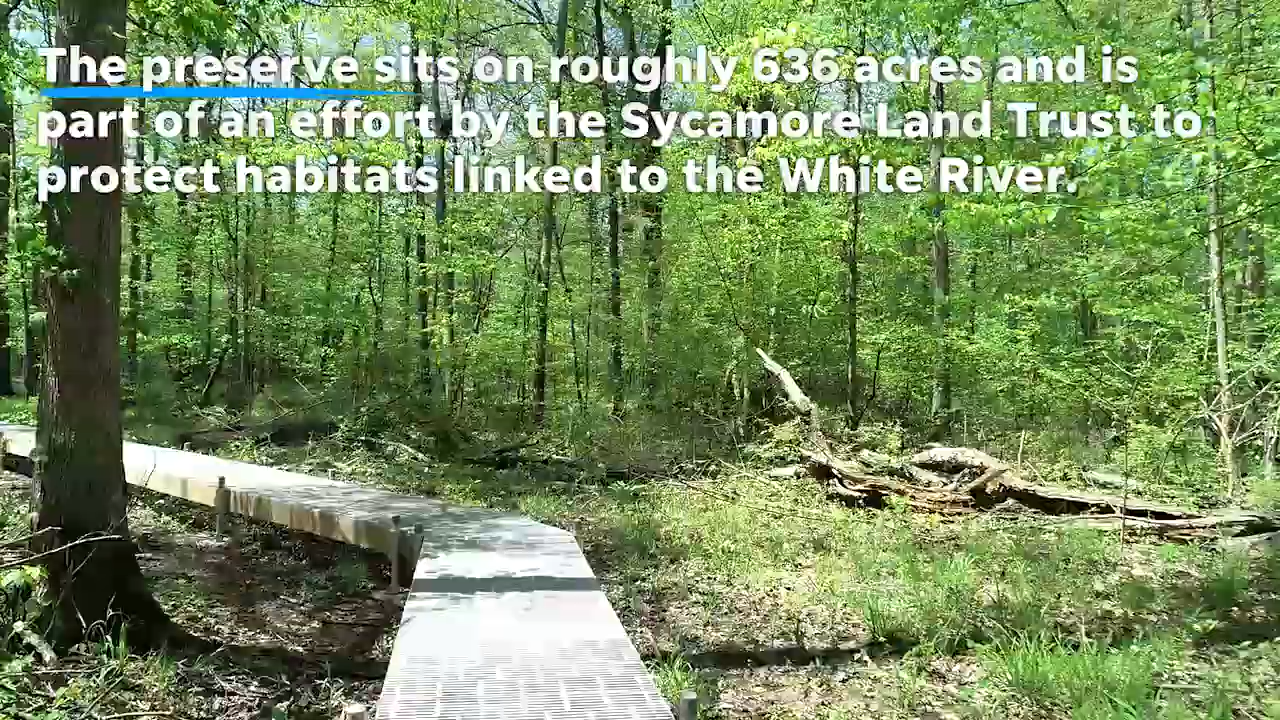 The preserve sits on roughly 636 acres and is
part of an effort by the Sycamore Land Trust to
protect habitats linked to the White River.